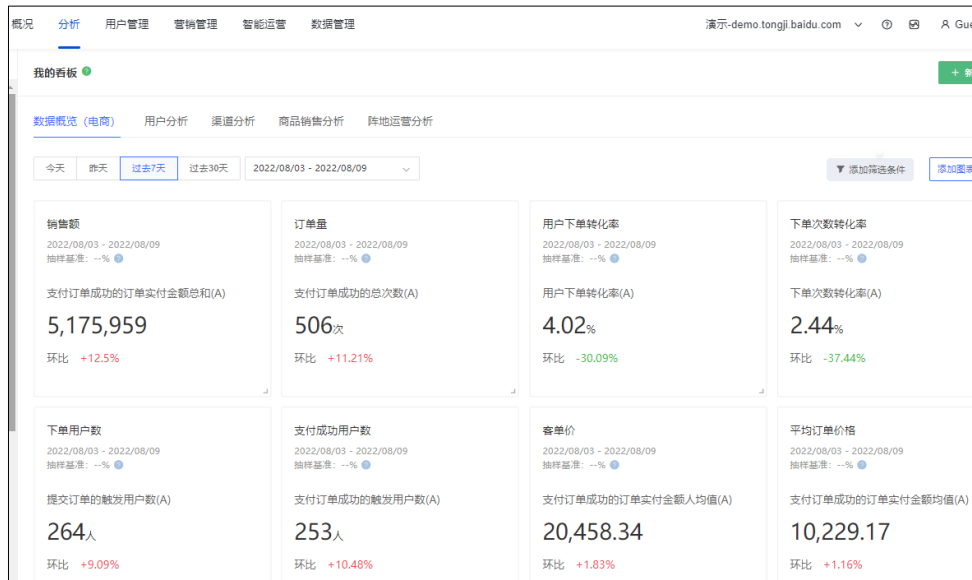 概况 分析 用户管理 营销管理 智能运营 数据管理 演示-demo.tongji.baidu.com Gue
我的看板
+ 新
数据概览（电商） 用户分析 渠道分析 商品销售分析 阵地运营分析
今天 昨天 过去7天 过去30天 2022/08/03 - 2022/08/09 添加筛选条件 添加图表
销售额 订单量 用户下单转化率 下单次数转化率
2022/08/03 - 2022/08/09 2022/08/03 - 2022/08/09 2022/08/03 - 2022/08/09 2022/08/03 - 2022/08/09
抽样基准：--% 抽样基准：--% 抽样基准：--% 抽样基准：--%
支付订单成功的订单实付金额总和(A) 支付订单成功的总次数(A) 用户下单转化率(A) 下单次数转化率(A)
5,175,959 506次 4.02% 2.44%
环比 +12.5% 环比 +11.21% 环比 -30.09% 环比 -37.44%
下单用户数 支付成功用户数 客单价 平均订单价格
2022/08/03 - 2022/08/09 2022/08/03 - 2022/08/09 2022/08/03 - 2022/08/09 2022/08/03 - 2022/08/09
抽样基准：--% 抽样基准：--% 抽样基准：--% 抽样基准：--%
提交订单的触发用户数(A) 支付订单成功的触发用户数(A) 支付订单成功的订单实付金额人均值(A) 支付订单成功的订单实付金额均值(A)
264人 253人 20,458.34 10,229.17
环比 +9.09% 环比 +10.48% 环比 +1.83% 环比 +1.16%